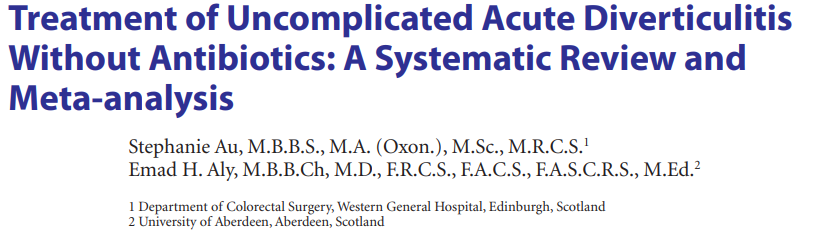 Treatment of Uncomplicated Acute Diverticulitis
Without Antibiotics: A Systematic Review and
Meta-analysis
Stephanie Au, M.B.B.S., M.A. (Oxon.), M.Sc., M.R.C.S.¹
Emad H. Aly, M.B.B.Ch, M.D., F.R.C.S., F.A.C.S., F.A.S.C.R.S., M.Ed.²
1 Department of Colorectal Surgery, Western General Hospital, Edinburgh, Scotland
2 University of Aberdeen, Aberdeen, Scotland